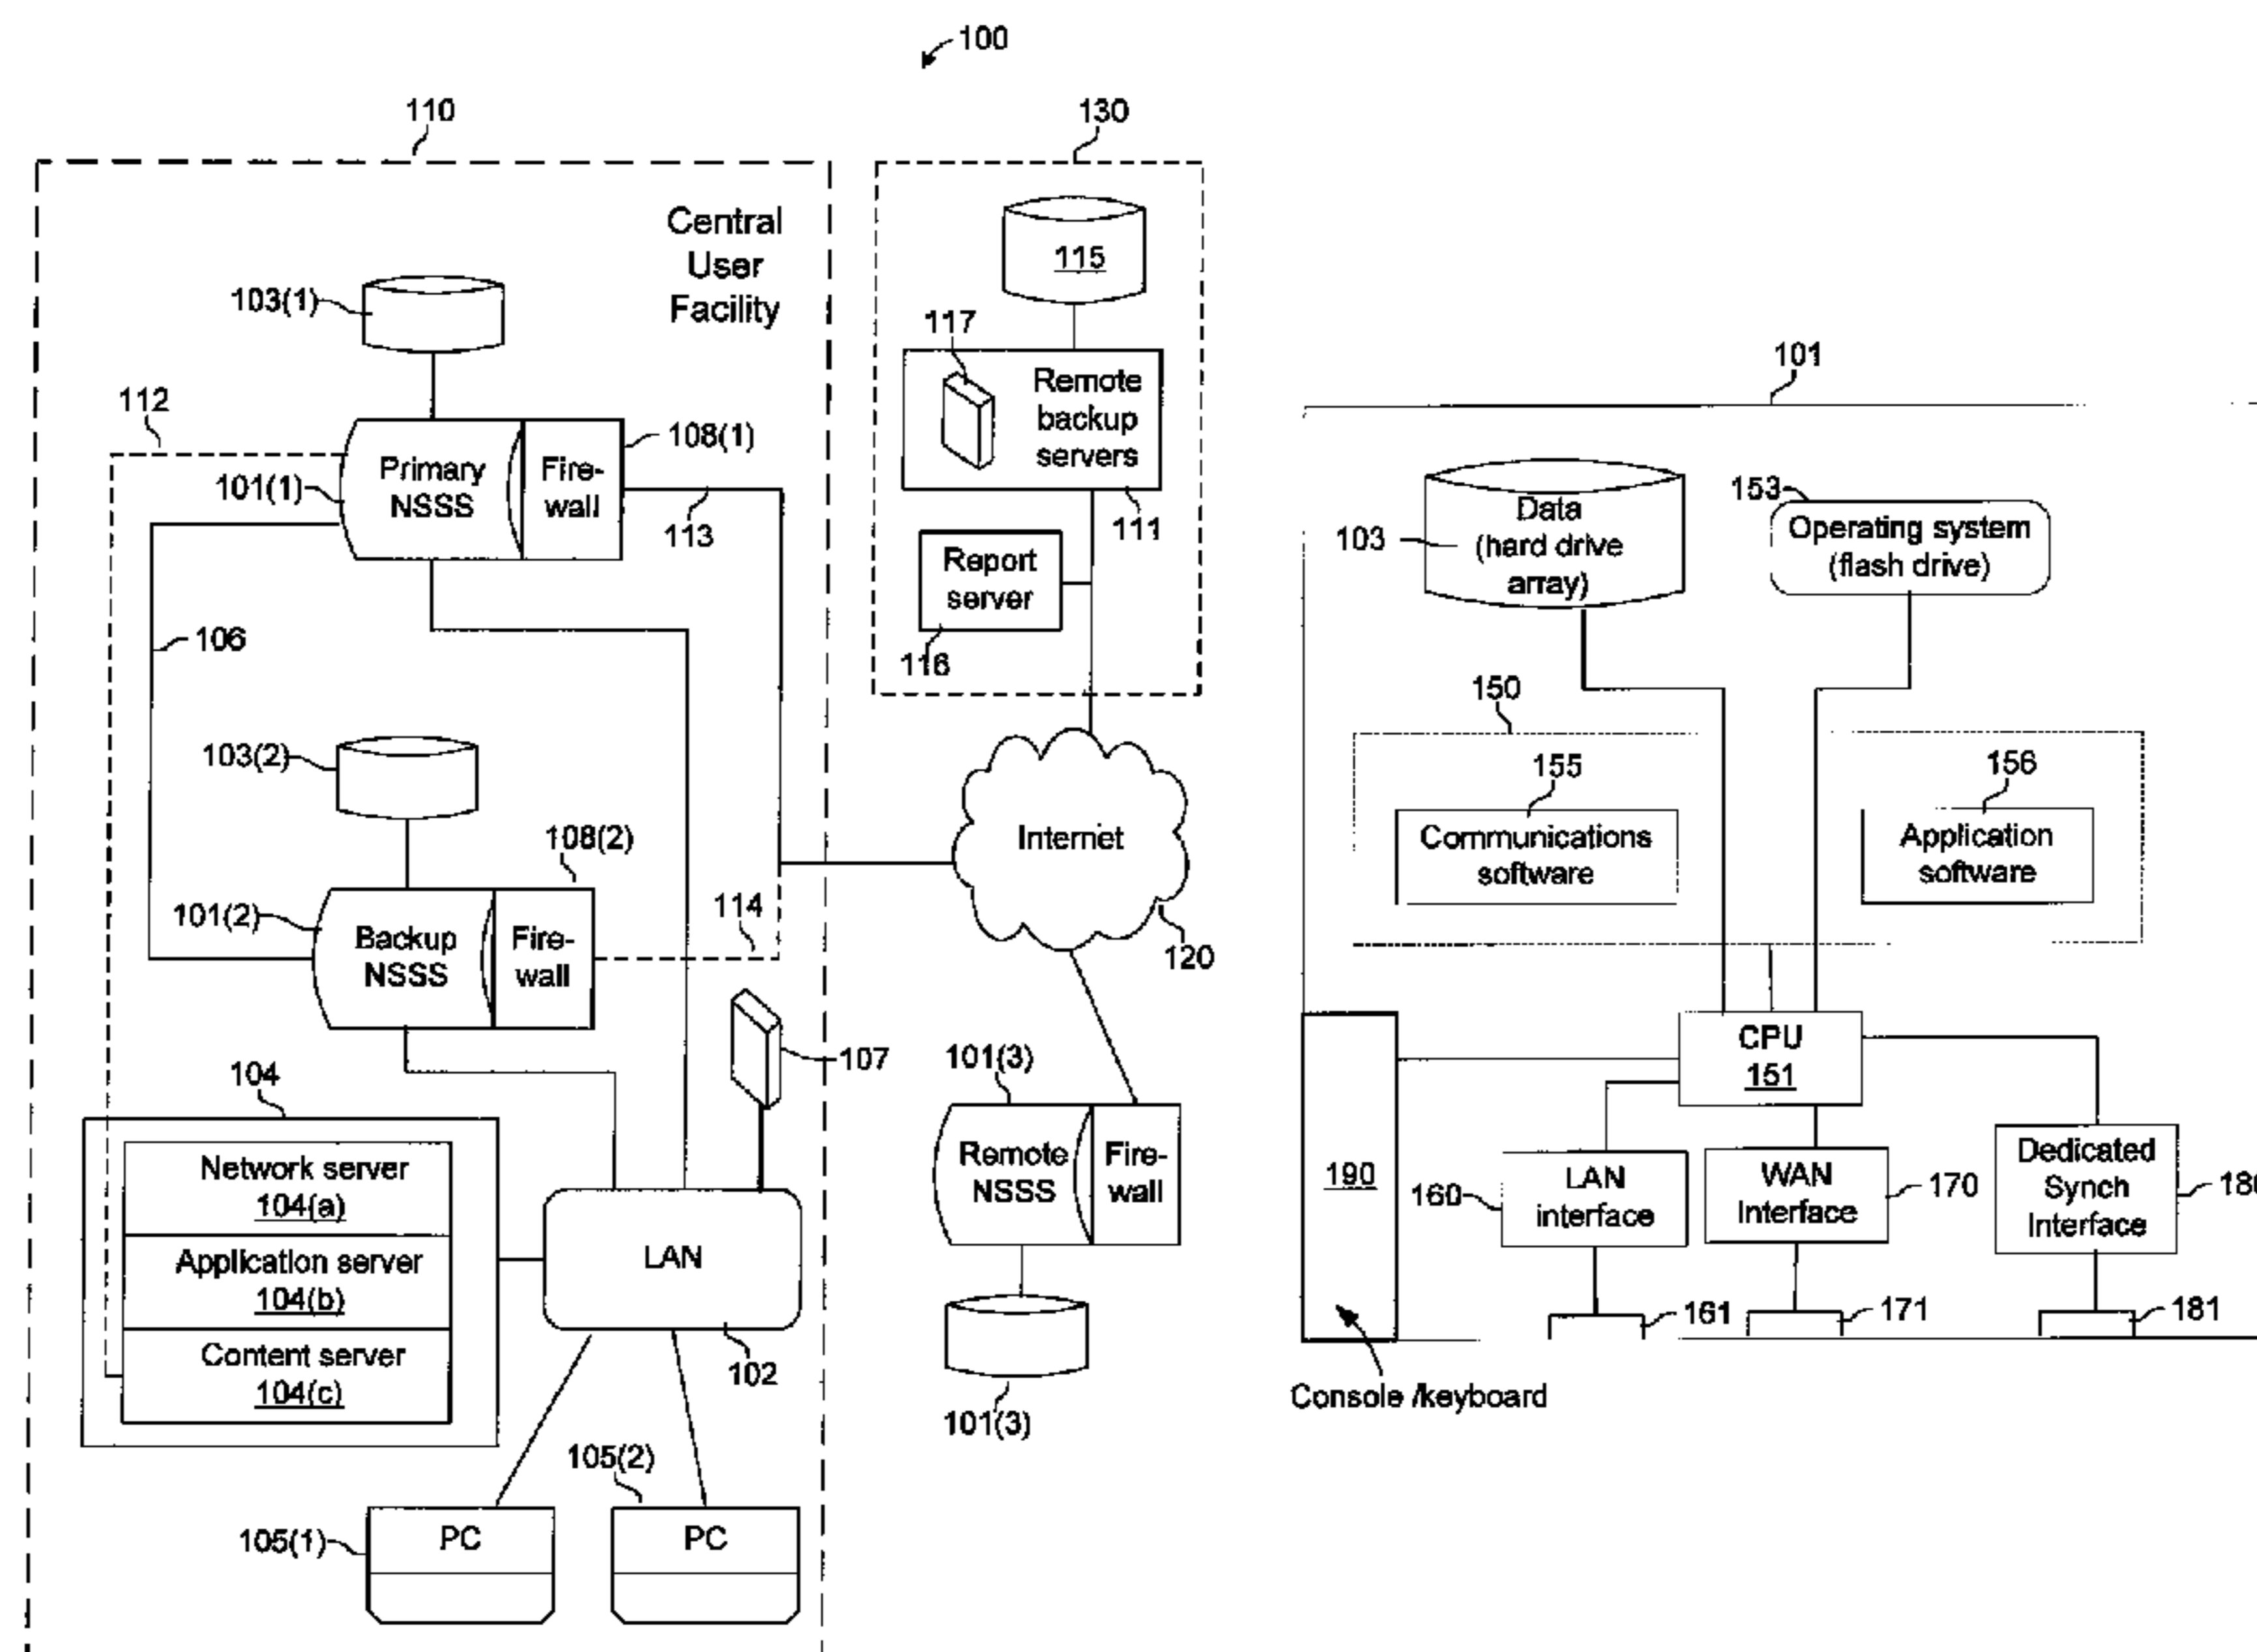 100
110
130
Central
User
Facility
103(1)
115
117
Remote
backup
servers
112
108(1)
101(1)
Primary
NSSS
Fire-
wall
113
111
Report
server
116
106
103(2)
108(2)
Internet
101(2)
Backup
NSSS
Fire-
wall
114
120
107
104
101(3)
Network server
104(a)
Application server
104(b)
Content server
104(c)
LAN
102
Remote
NSSS
Fire-
wall
101(3)
105(2)
105(1)
PC
PC
101
103
Data
(hard drive
array)
153
Operating system
(flash drive)
150
155
156
Communications
software
Application
software
CPU
151
190
160
LAN
interface
WAN
Interface
170
Dedicated
Synch
Interface
161
171
181
Console /keyboard